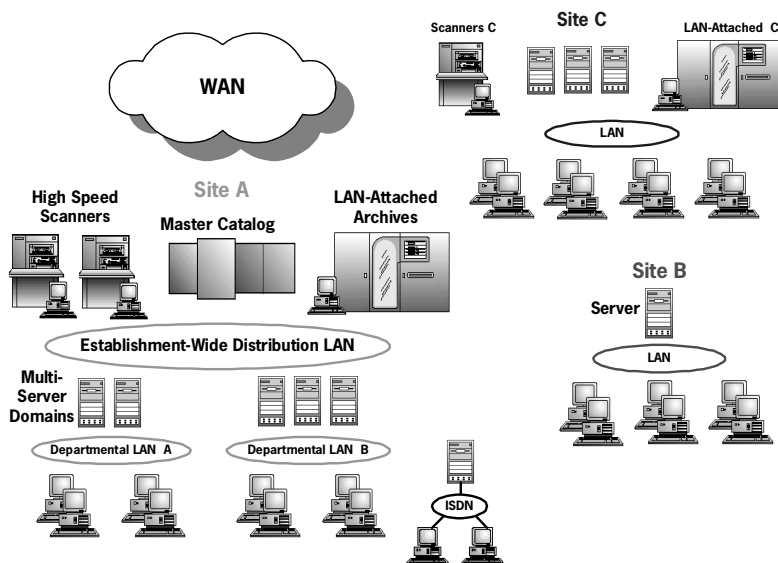 Scanners C
Site C
LAN-Attached C
WAN
LAN
High Speed
Scanners
Site A
Master Catalog
LAN-Attached
Archives
Site B
Server
LAN
Establishment-Wide Distribution LAN
Multi-
Server
Domains
Departmental LAN A
Departmental LAN B
ISDN